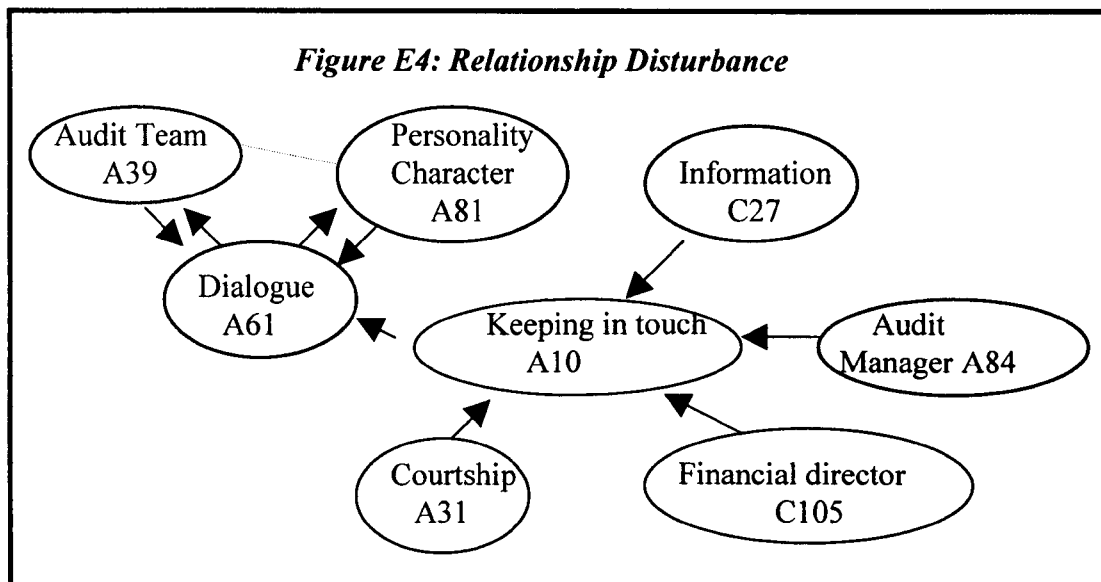 Figure E4: Relationship Disturbance
Audit Team
A39
Personality
Character
A81
Information
C27
Dialogue
A61
Keeping in touch
A10
Audit
Manager A84
Courtship
A31
Financial director
C105